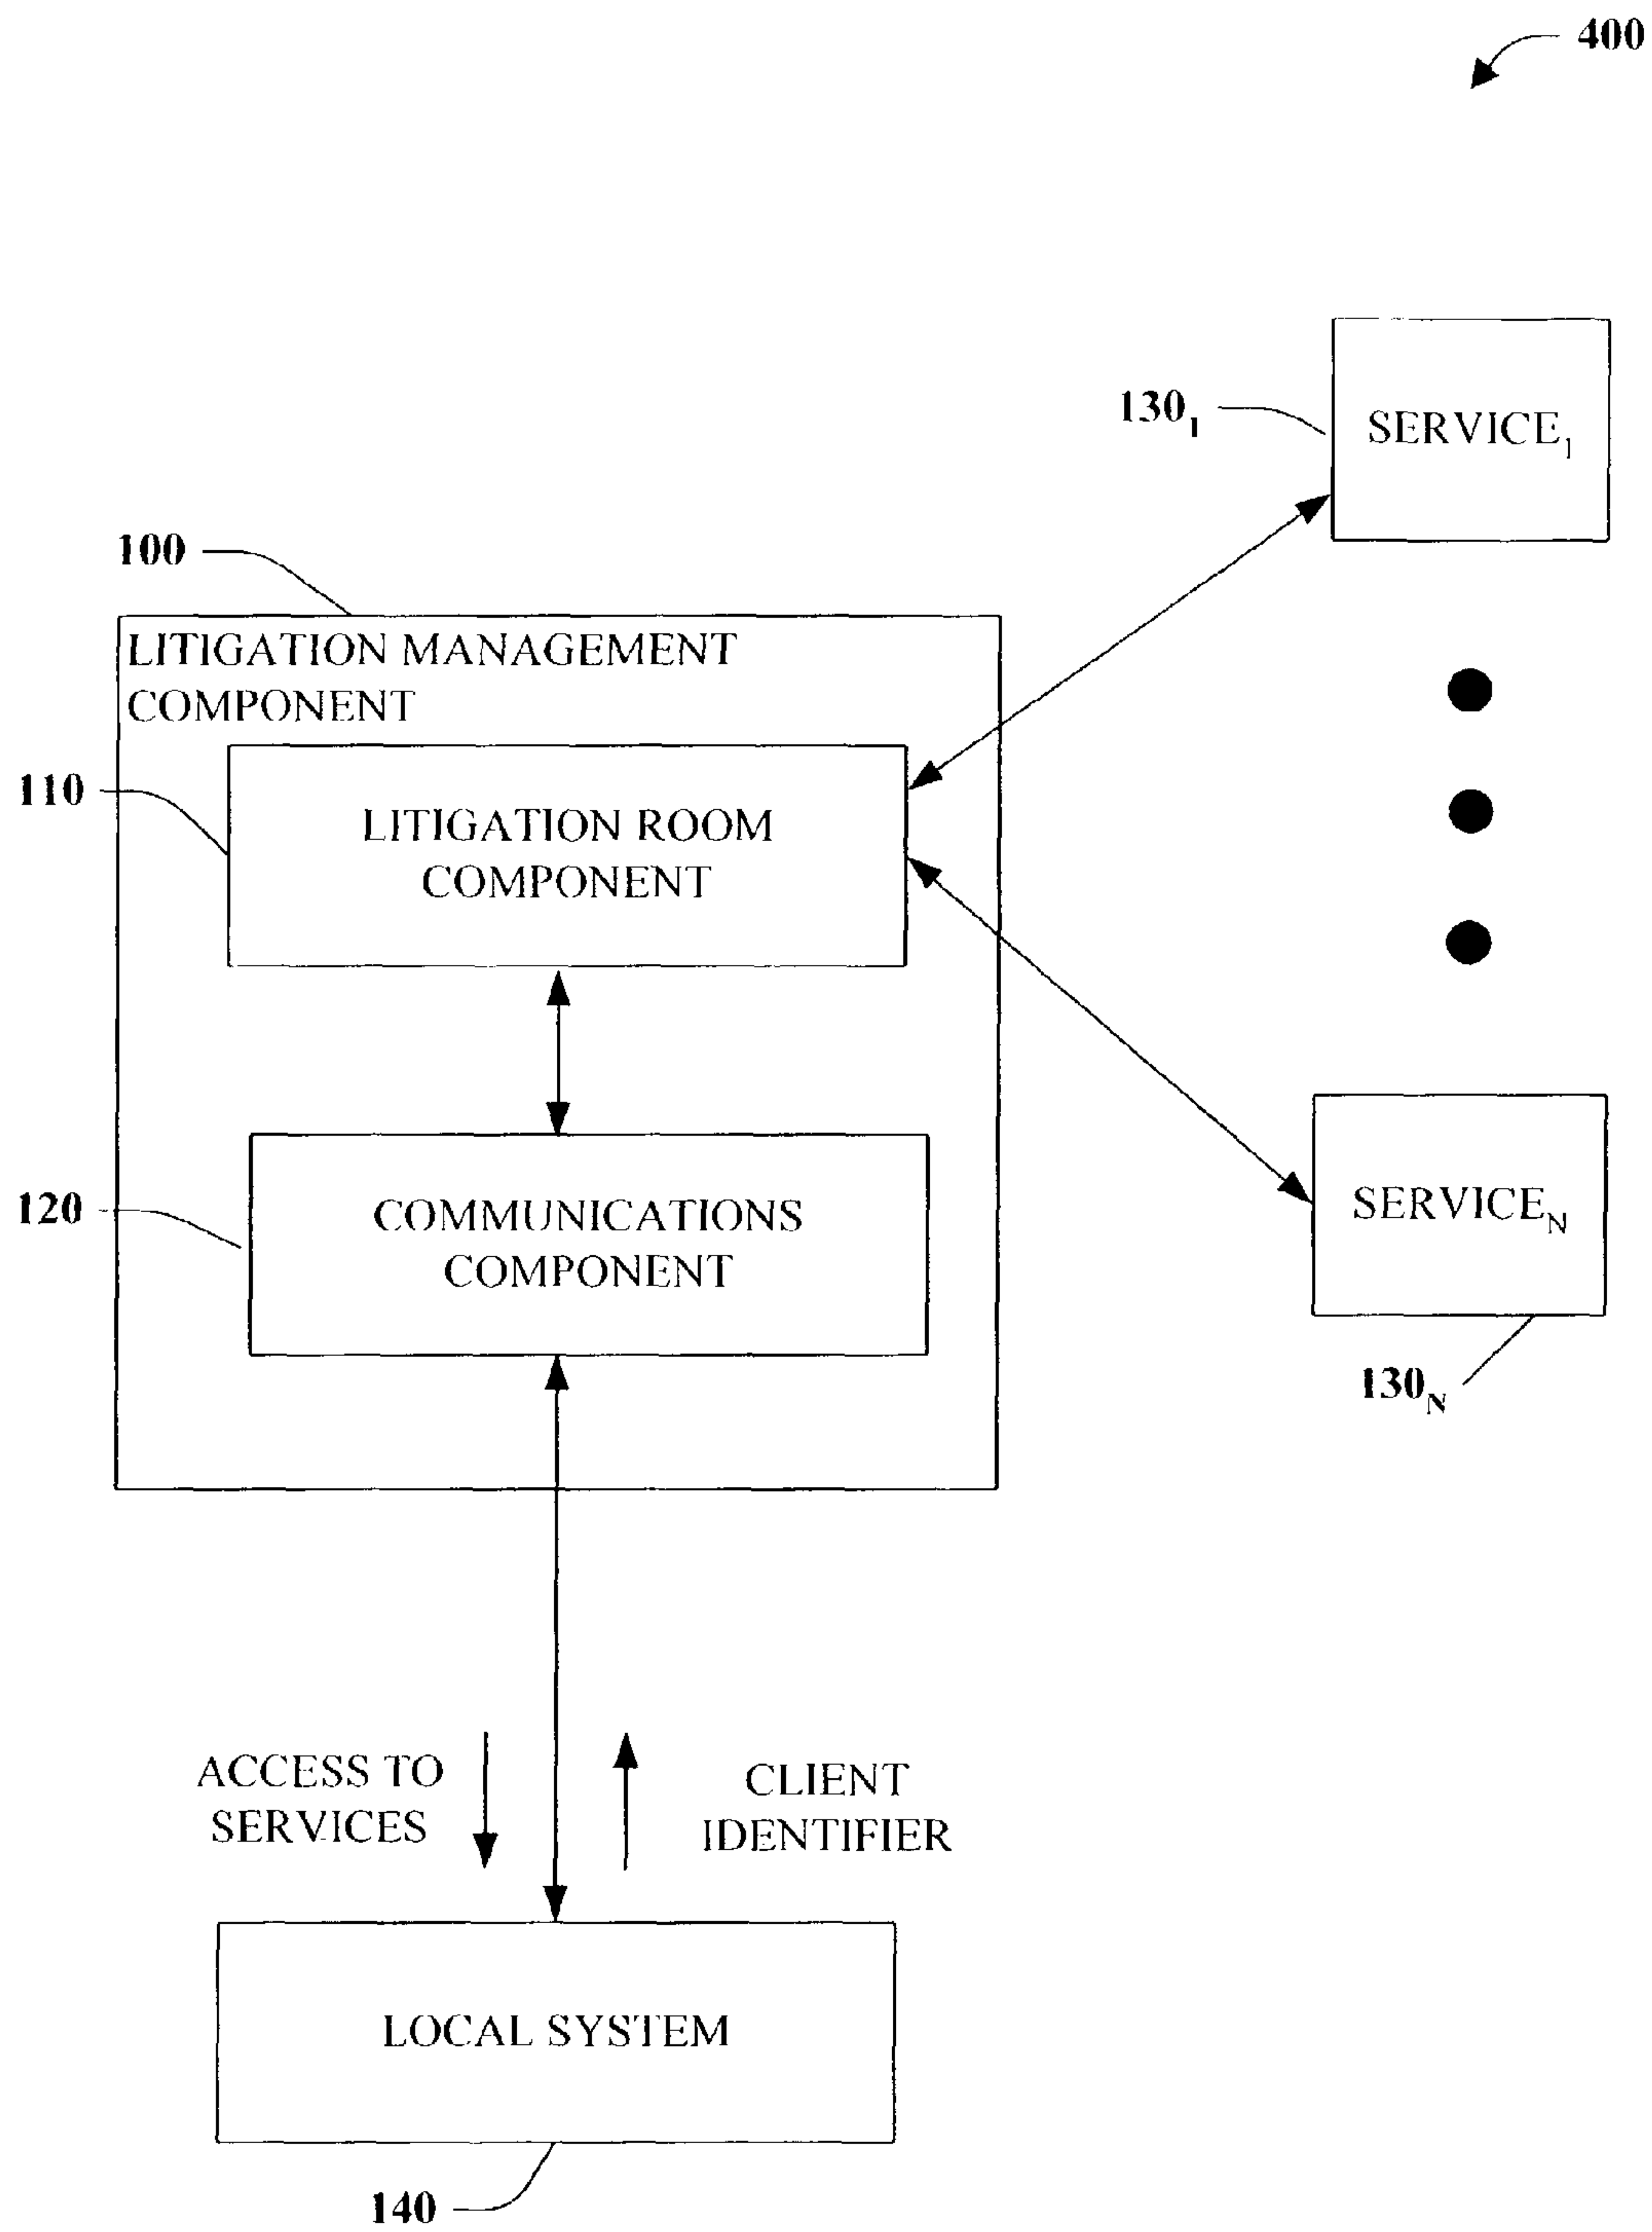 400
130₁
SERVICE₁
100
LITIGATION MANAGEMENT
COMPONENT
110
LITIGATION ROOM
COMPONENT
120
COMMUNICATIONS
COMPONENT
SERVICE_N
130_N
ACCESS TO
SERVICES
CLIENT
IDENTIFIER
LOCAL SYSTEM
140